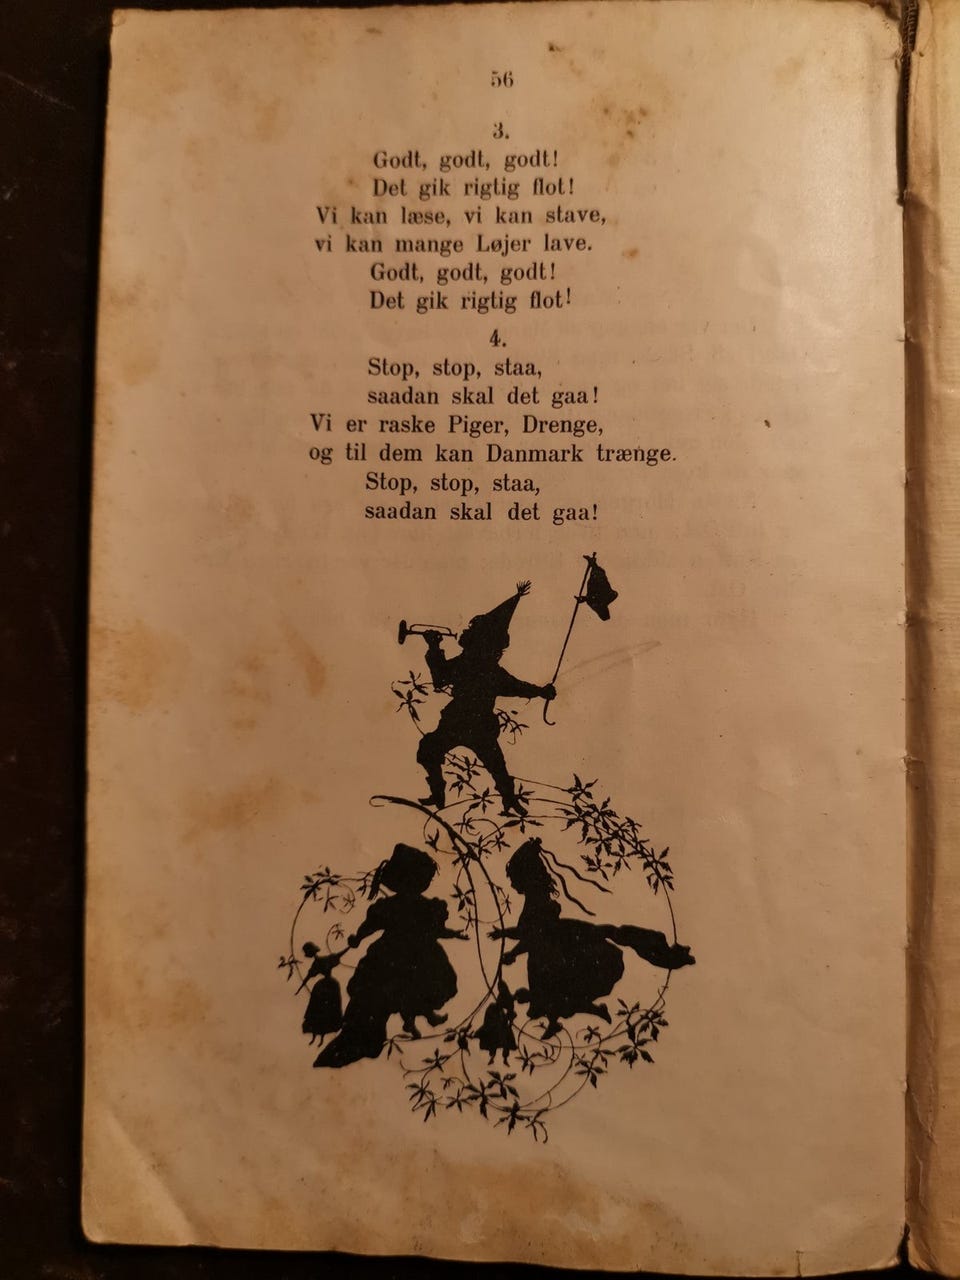 56
3.
Godt, godt, godt!
Det gik rigtig flot!
Vi kan læse, vi kan stave,
vi kan mange Løjer lave.
Godt, godt, godt!
Det gik rigtig flot!
4.
Stop, stop, staa,
saadan skal det gaa!
Vi er raske Piger, Drenge,
og til dem kan Danmark trænge.
Stop, stop, staa,
saadan skal det gaa!